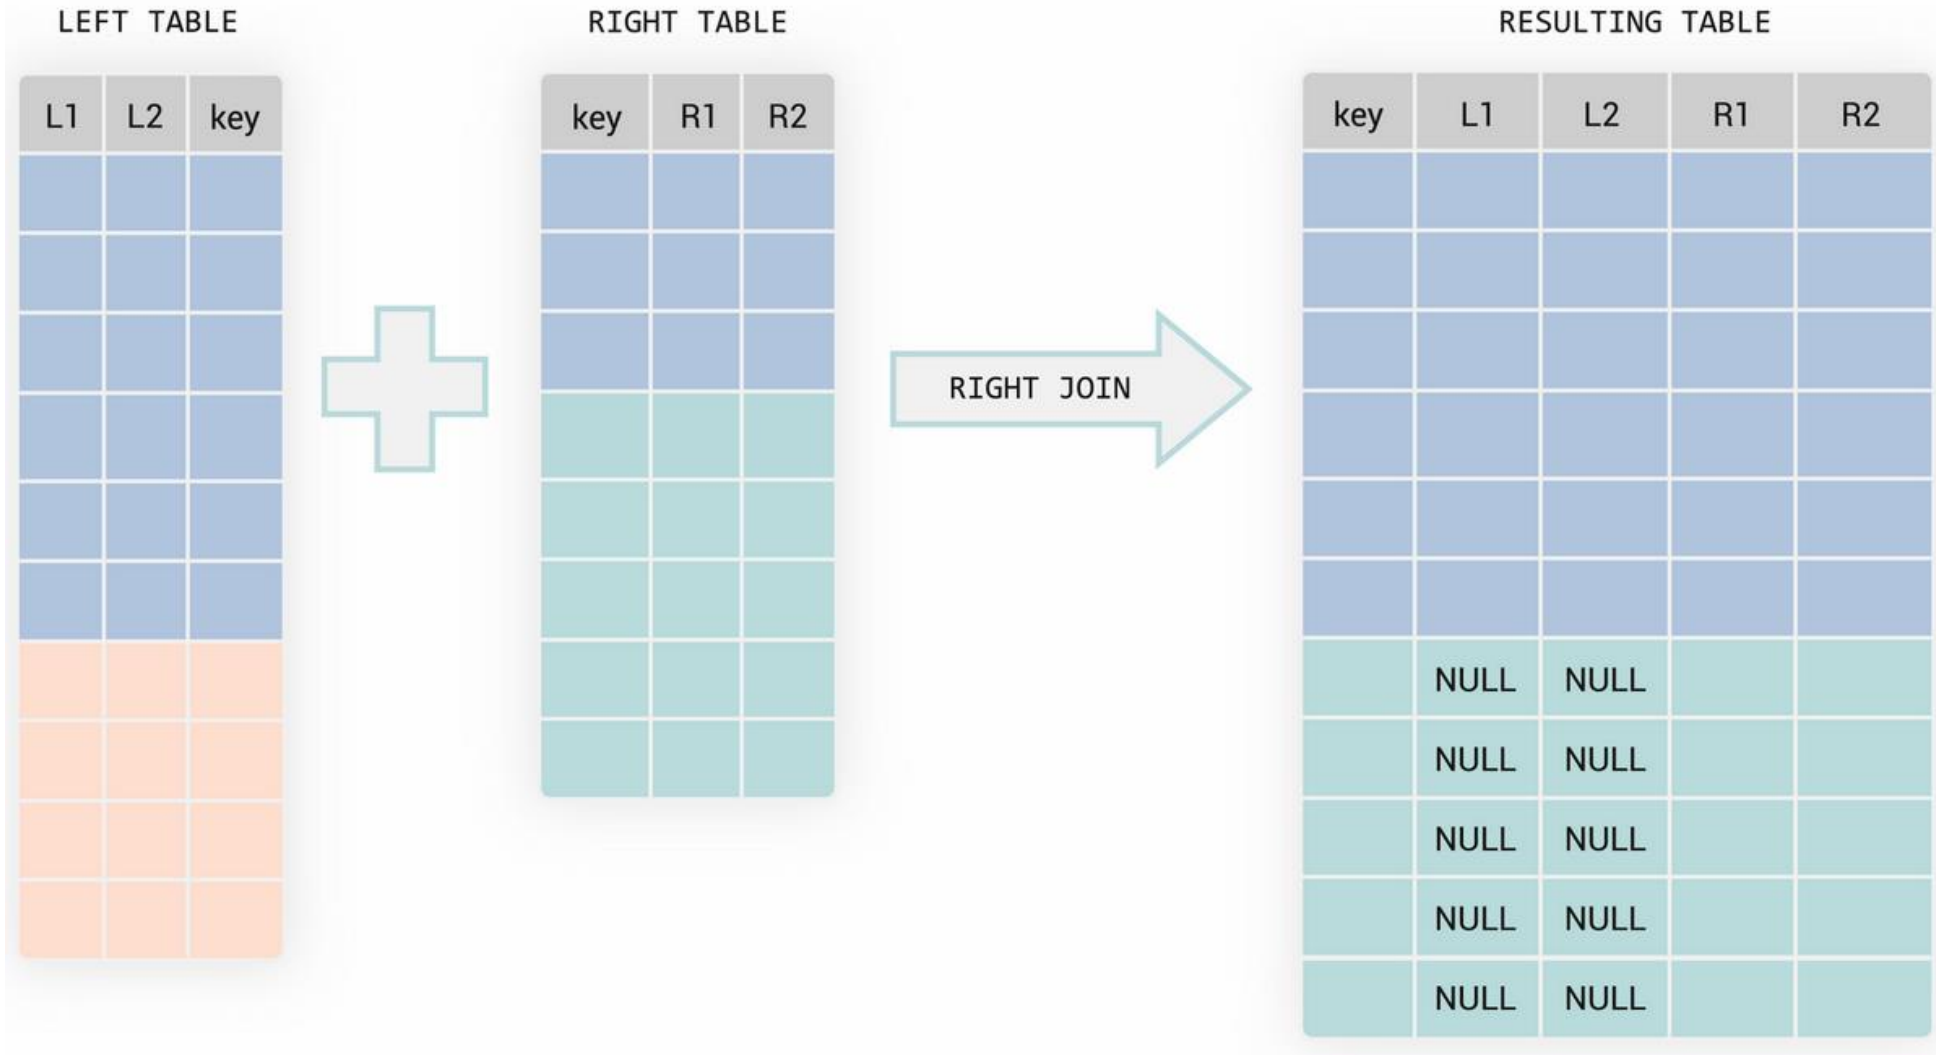 LEFT TABLE
RIGHT TABLE
RESULTING TABLE
L1 L2 key
key R1 R2
key L1 L2 R1 R2
RIGHT JOIN
NULL NULL
NULL NULL
NULL NULL
NULL NULL
NULL NULL